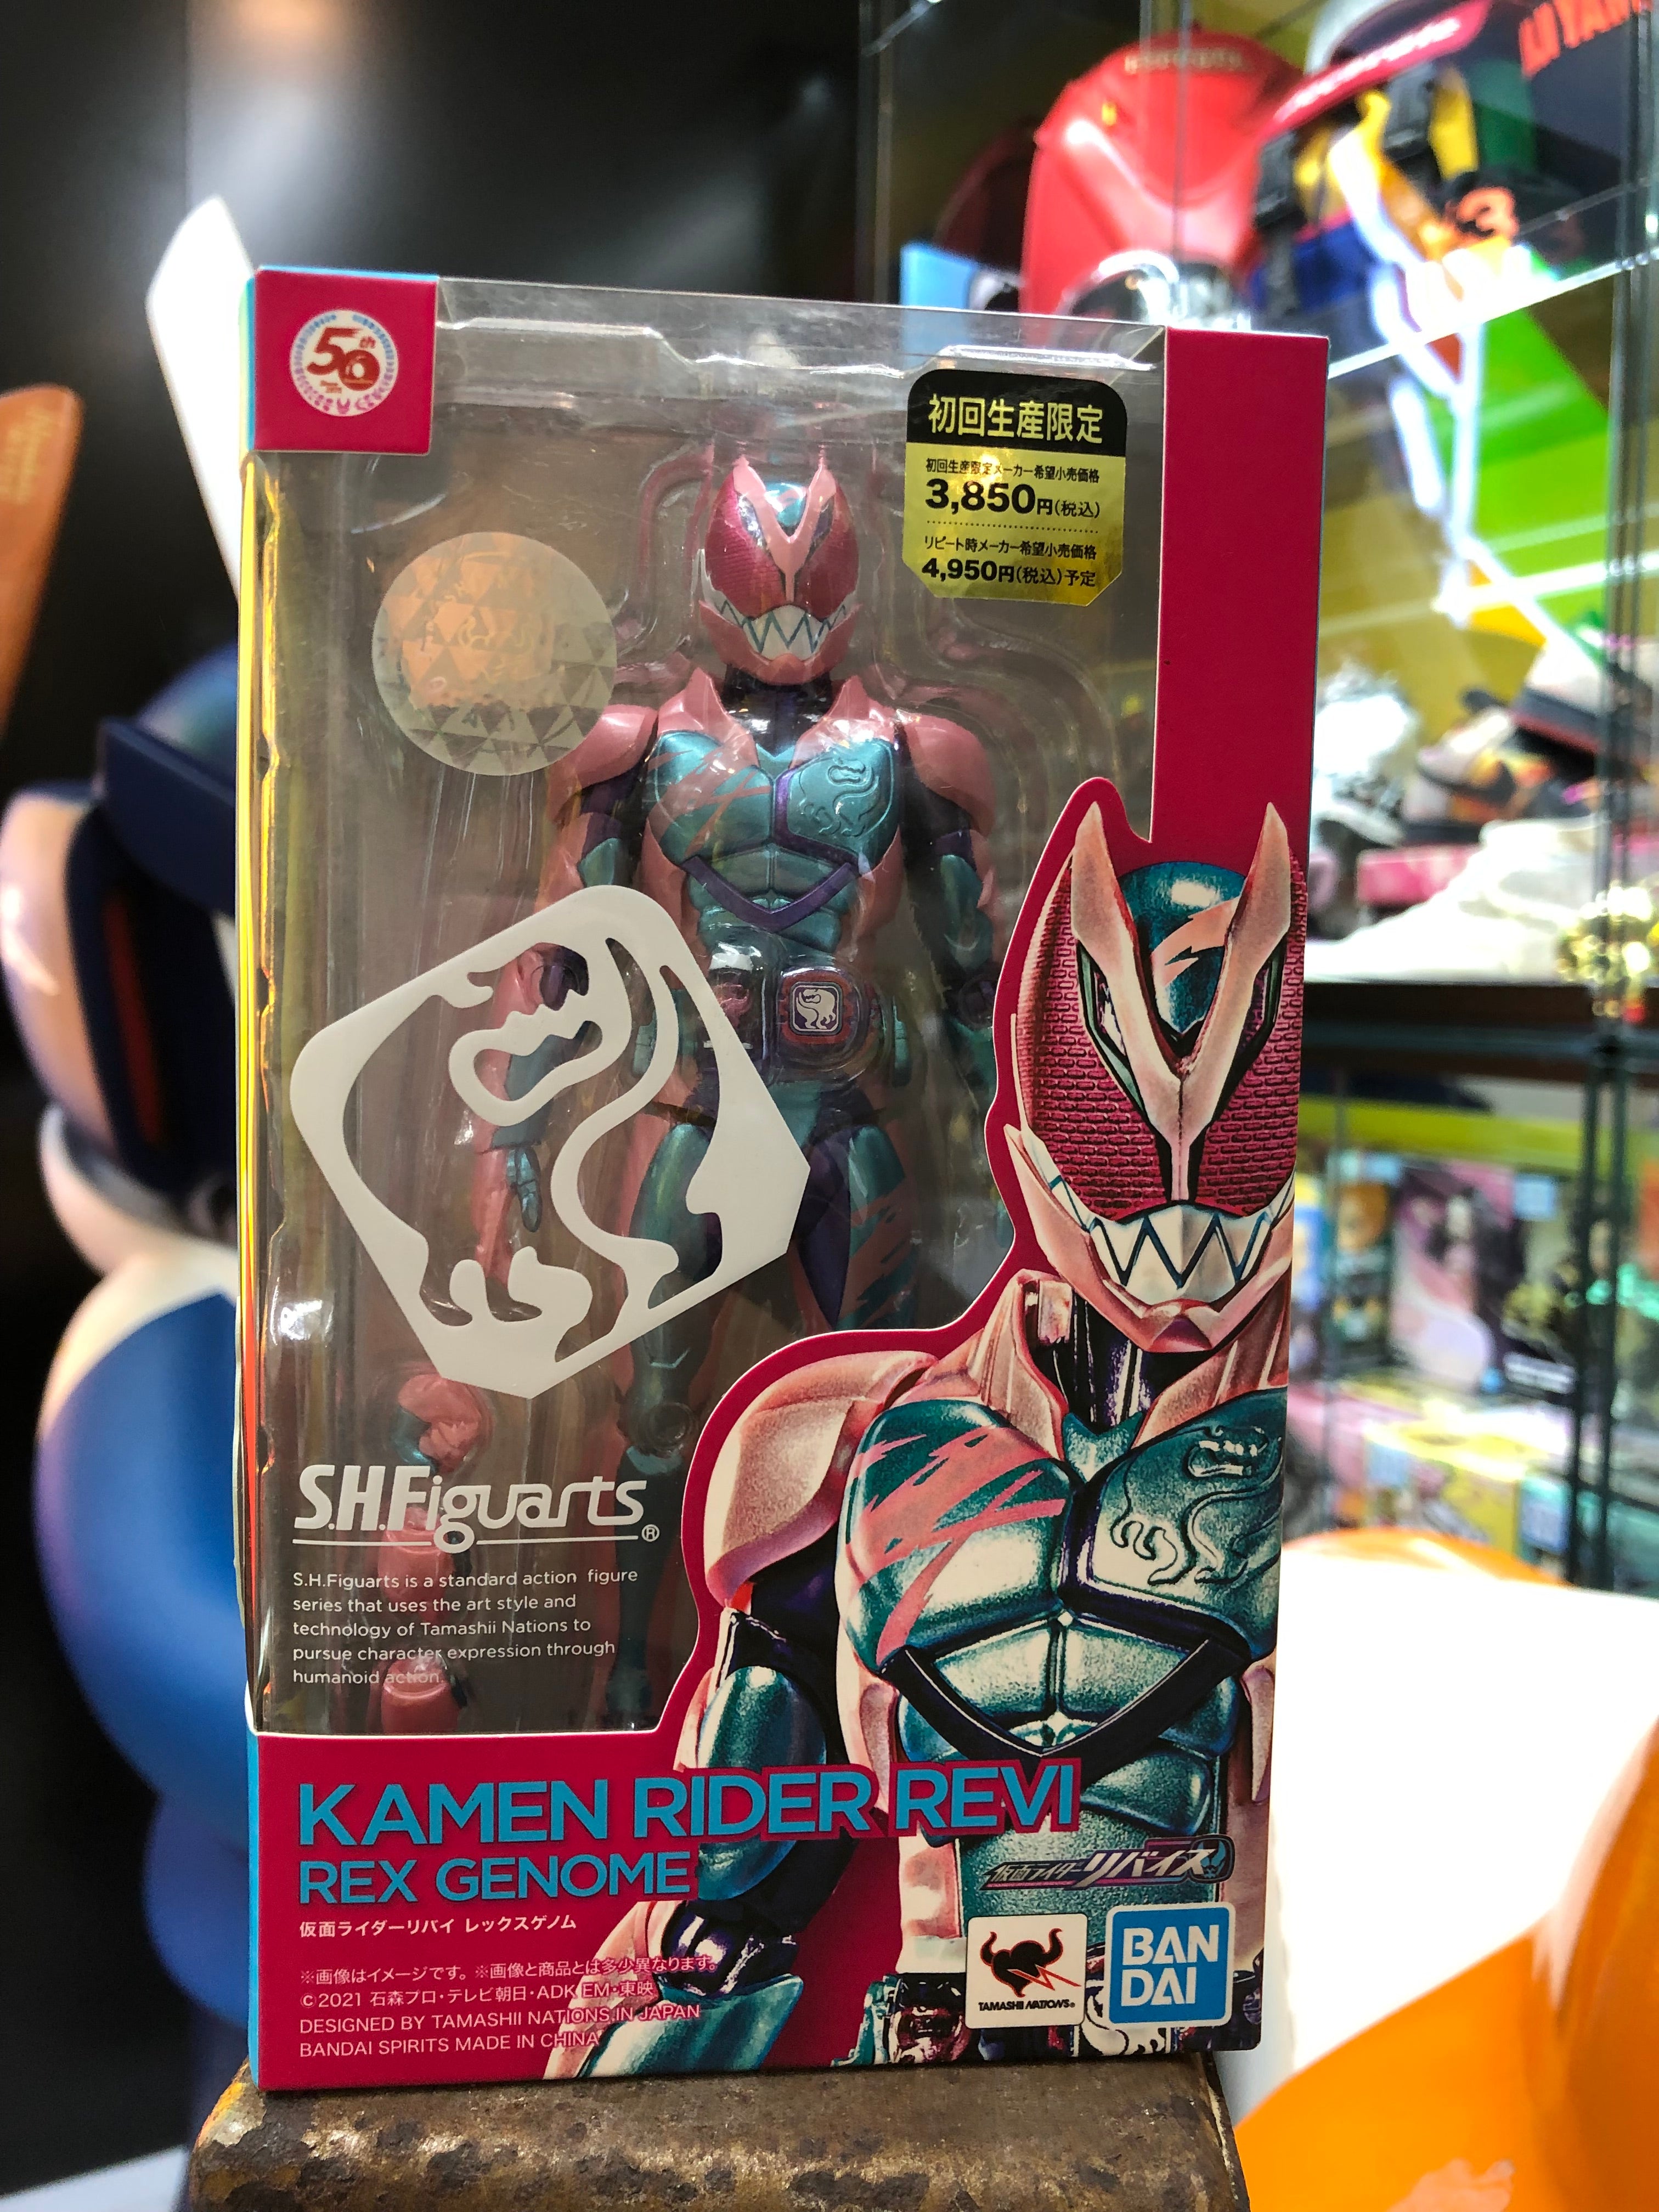 50th
初回生産限定
初回生産限定メーカー希望小売価格
3,850円(税込)
リピート時メーカー希望小売価格
4,950円(税込)予定
S.H.Figuarts®
S.H.Figuarts is a standard action figure
series that uses the art style and
technology of Tamashii Nations to
pursue character expression through
humanoid action.
KAMEN RIDER REVI
REX GENOME
仮面ライダーリバイ レックスゲノム
仮面ライダーリバイス
※画像はイメージです。※画像と商品とは多少異なります。
©2021 石森プロ・テレビ朝日・ADK EM・東映
DESIGNED BY TAMASHII NATIONS IN JAPAN
BANDAI SPIRITS MADE IN CHINA
TAMASHII NATIONS®
BAN
DAI